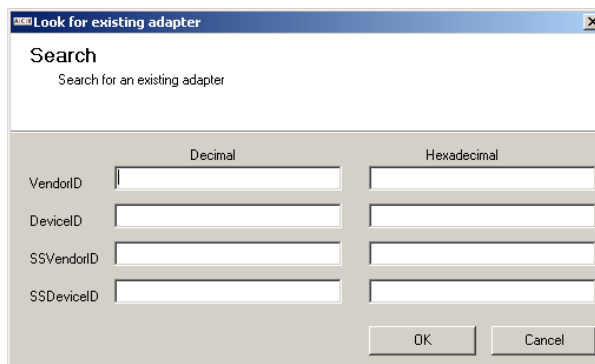 Look for existing adapter
Search
Search for an existing adapter
Decimal Hexadecimal
VendorID
DeviceID
SSVendorID
SSDeviceID
OK Cancel